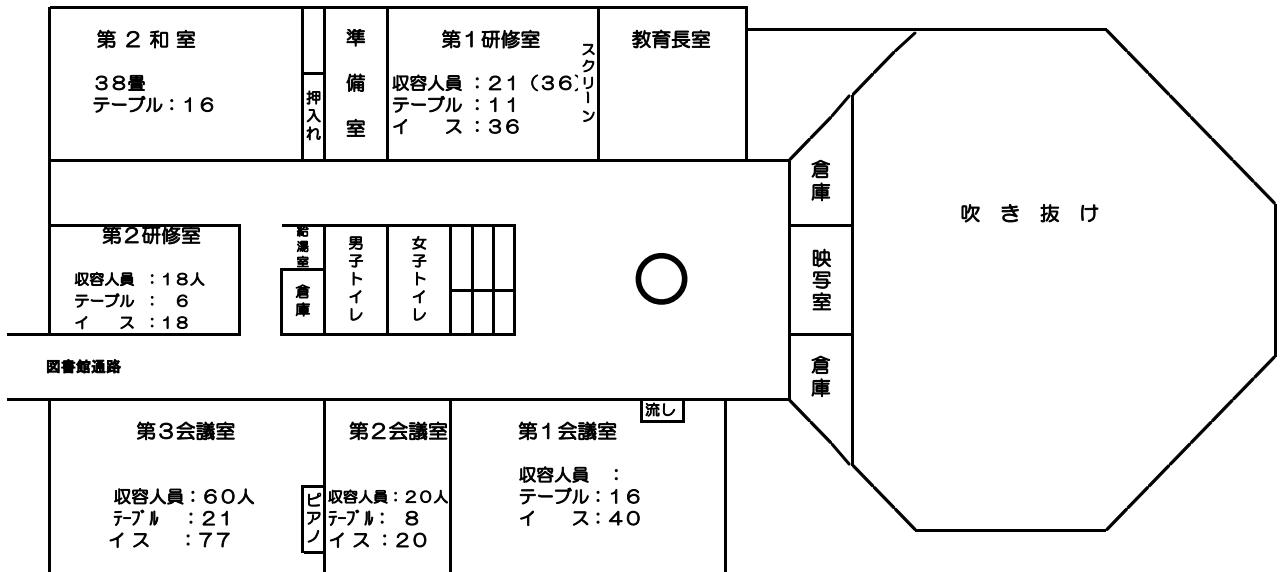 第２和室
３８畳
テーブル：１６
押入れ
準備室
第１研修室
収容人員：２１（３６）
テーブル：１１
イ　ス：３６
スクリーン
教育長室
倉庫
映写室
倉庫
吹き抜け
第２研修室
収容人員：１８人
テーブル：６
イ　ス：１８
給湯室
倉庫
男子トイレ
女子トイレ
図書館通路
第３会議室
収容人員：６０人
ﾃｰﾌﾞﾙ：２１
イス：７７
ピアノ
第２会議室
収容人員：２０人
ﾃｰﾌﾞﾙ：８
イス：２０
第１会議室
収容人員：
テーブル：１６
イ　ス：４０
流し